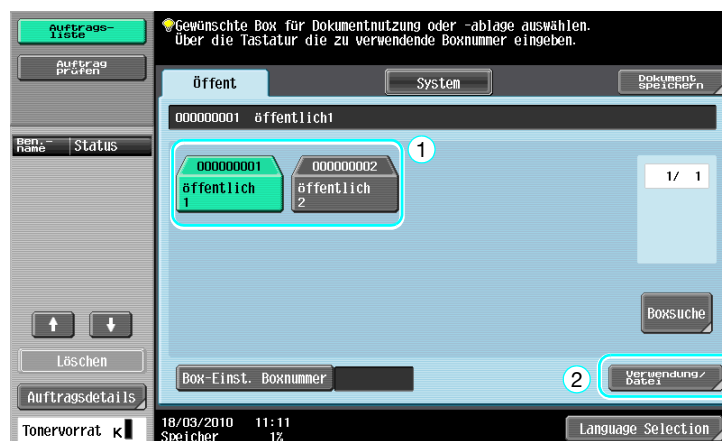 Auftrags-
liste
Auftrag
prüfen
Gewünschte Box für Dokumentnutzung oder -ablage auswählen.
Über die Tastatur die zu verwendende Boxnummer eingeben.
Öffent
System
Dokument
speichern
000000001 öffentlich1
Ben.-
name
Status
000000001
öffentlich
1
000000002
öffentlich
2
1
1/ 1
Boxsuche
Löschen
Auftragsdetails
Box-Einst. Boxnummer
2
Verwendung/
Datei
Tonervorrat K
18/03/2010 11:11
Speicher 1%
Language Selection